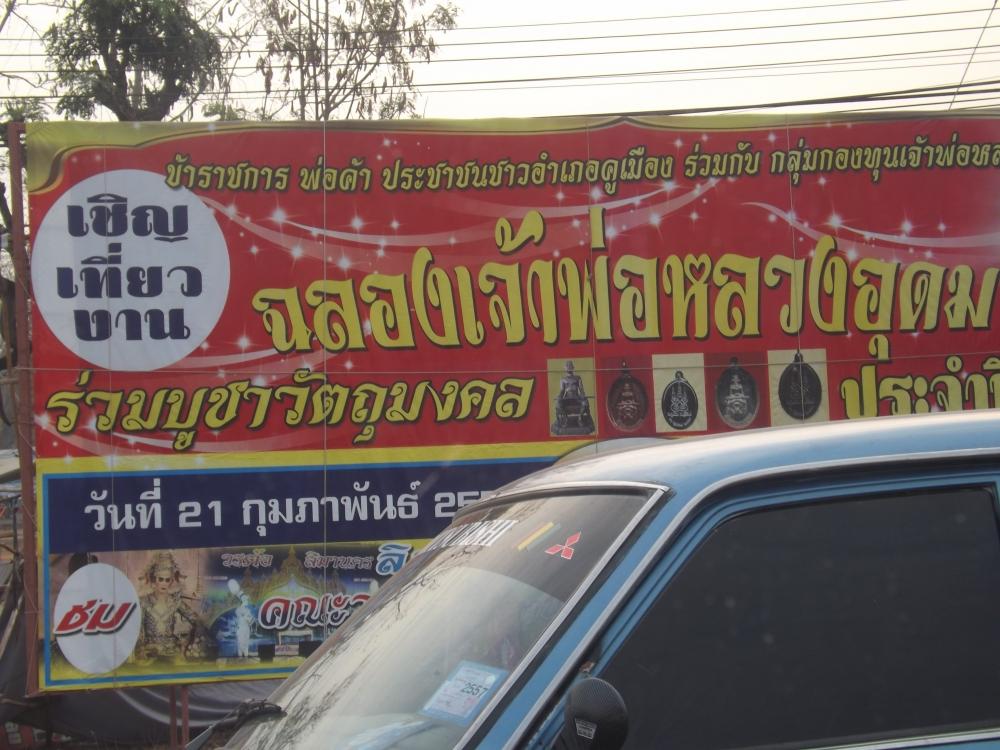 ข้าราชการ พ่อค้า ประชาชนชาวอำเภอคูเมือง ร่วมกับ กลุ่มกองทุนเจ้าพ่อหล
เชิญ
เที่ยว
งาน
ฉลองเจ้าพ่อหลวงอุดม
ร่วมบูชาวัตถุมงคล
ประจำปี
วันที่ 21 กุมภาพันธ์ 255
ชม
คณะ
2557